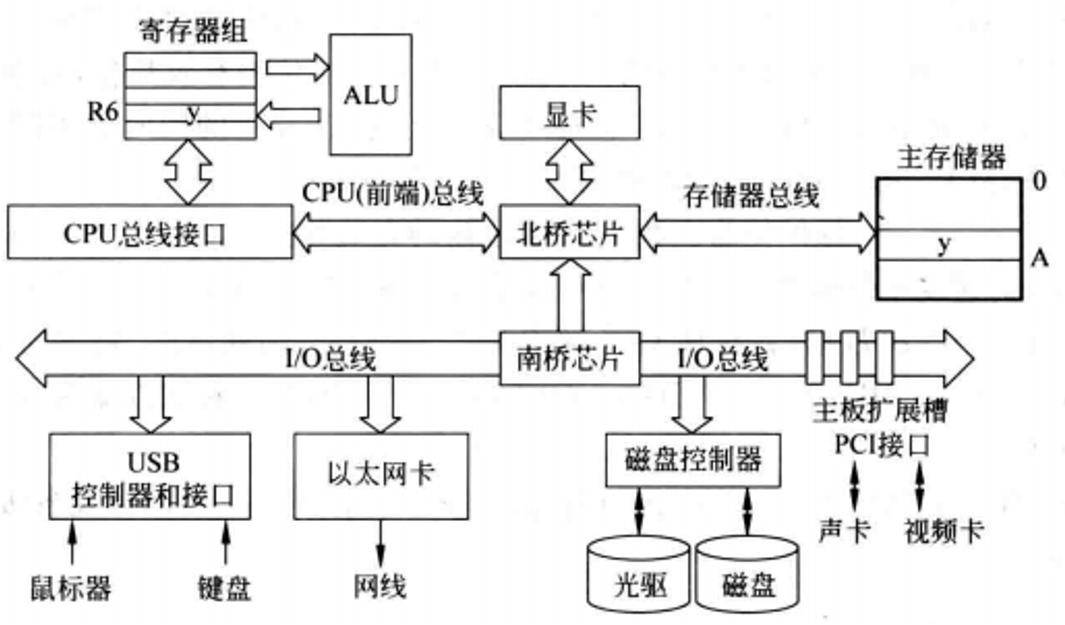 寄存器组
ALU
R6
y
显卡
主存储器
0
CPU(前端)总线
存储器总线
CPU总线接口
北桥芯片
y
A
I/O总线
南桥芯片
I/O总线
主板扩展槽
PCI接口
USB
控制器和接口
以太网卡
磁盘控制器
声卡
视频卡
鼠标器
键盘
网线
光驱
磁盘